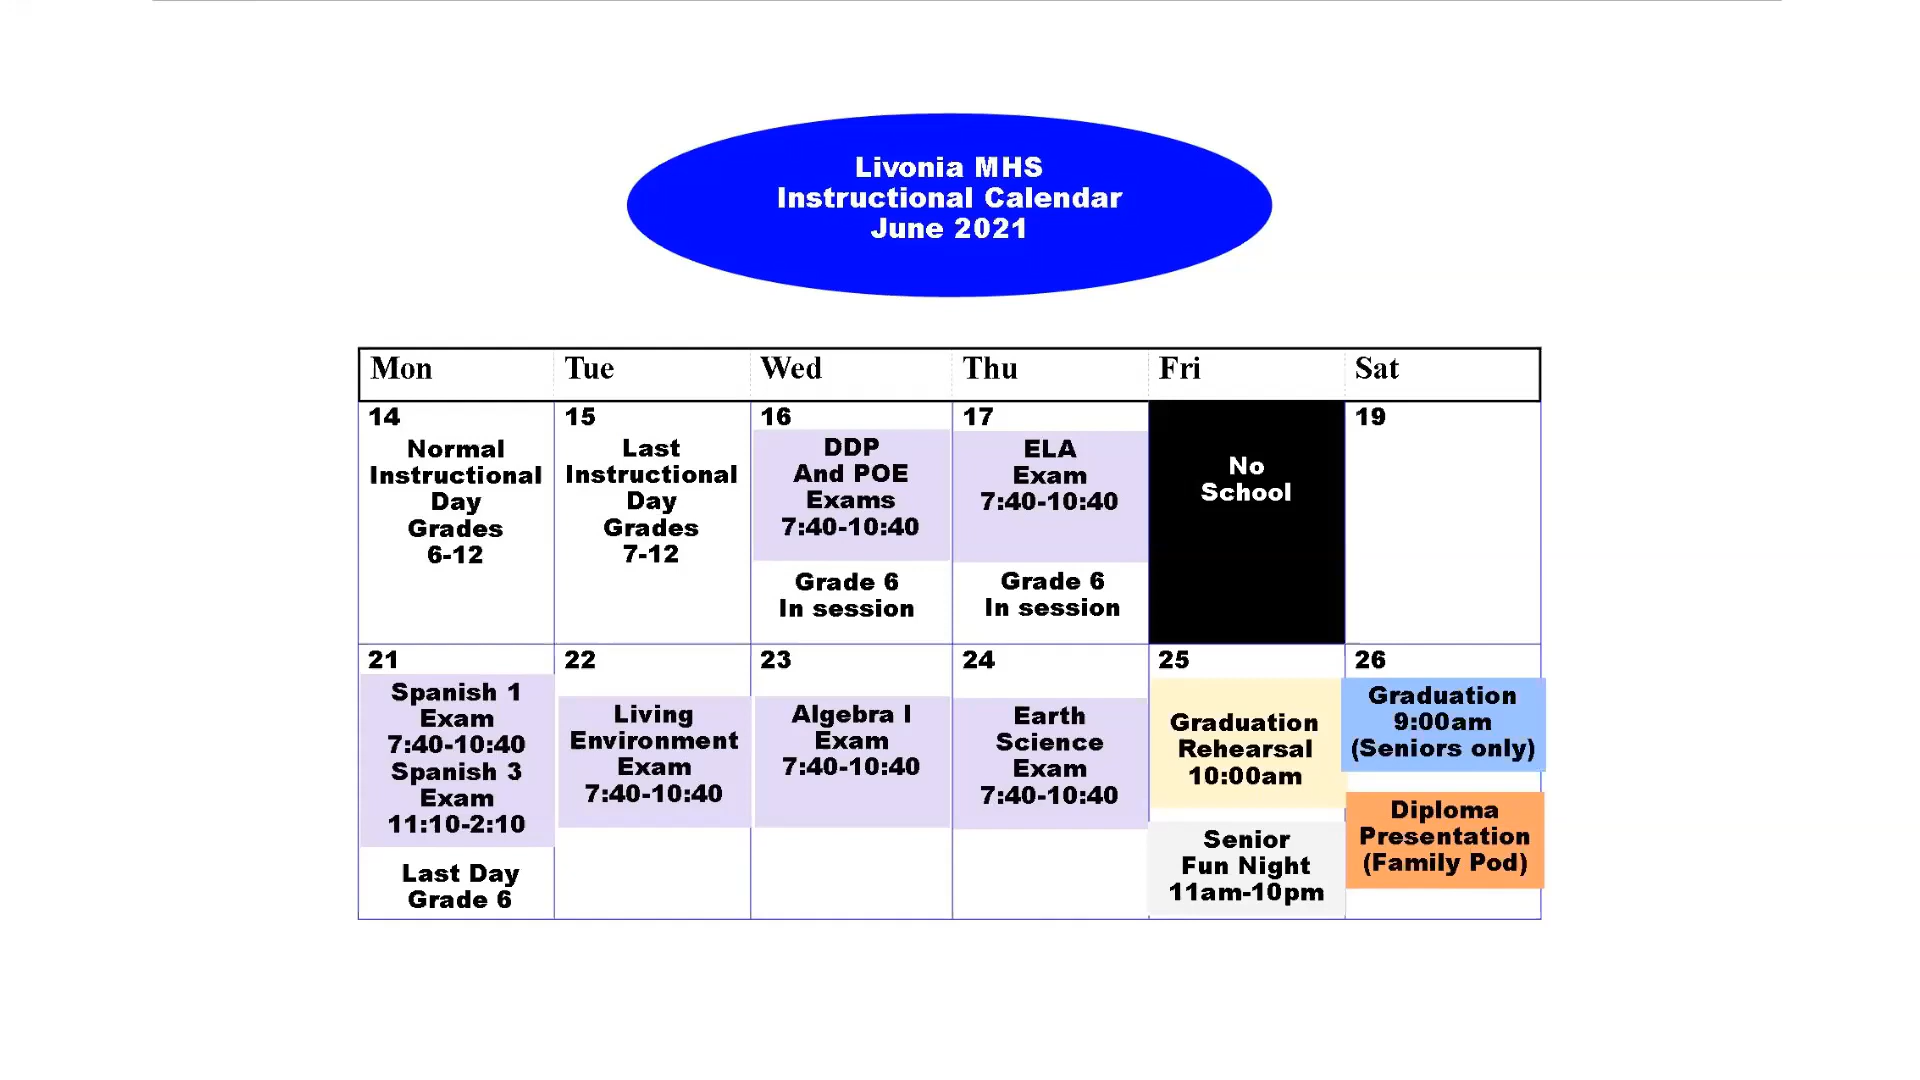 Livonia MHS
Instructional Calendar
June 2021
Mon Tue Wed Thu Fri Sat
14
Normal
Instructional
Day
Grades
6-12
15
Last
Instructional
Day
Grades
7-12
16
DDP
And POE
Exams
7:40-10:40
Grade 6
In session
17
ELA
Exam
7:40-10:40
Grade 6
In session
No
School
19
21
Spanish 1
Exam
7:40-10:40
Spanish 3
Exam
11:10-2:10
Last Day
Grade 6
22
Living
Environment
Exam
7:40-10:40
23
Algebra I
Exam
7:40-10:40
24
Earth
Science
Exam
7:40-10:40
25
Graduation
Rehearsal
10:00am
Senior
Fun Night
11am-10pm
26
Graduation
9:00am
(Seniors only)
Diploma
Presentation
(Family Pod)